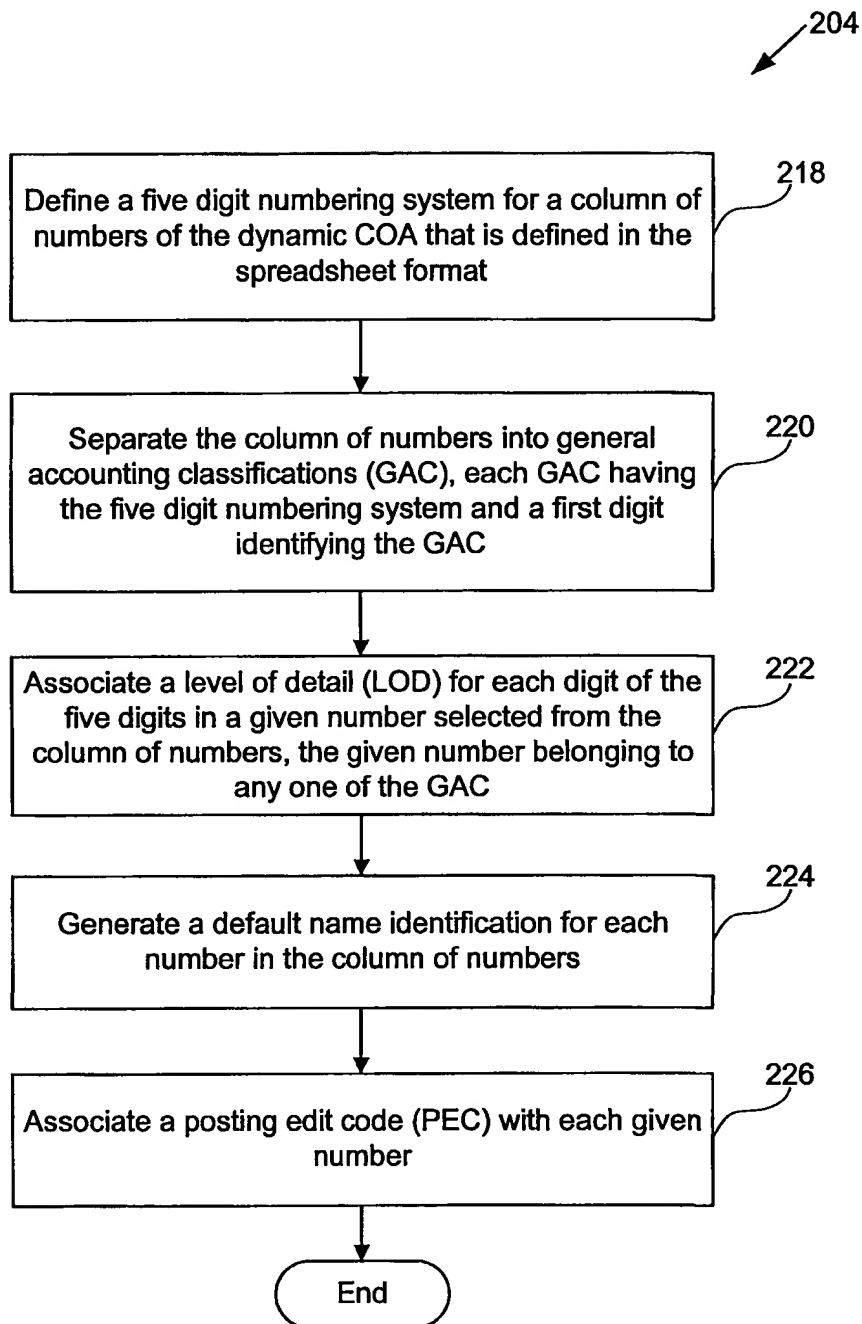 204
218
Define a five digit numbering system for a column of
numbers of the dynamic COA that is defined in the
spreadsheet format
220
Separate the column of numbers into general
accounting classifications (GAC), each GAC having
the five digit numbering system and a first digit
identifying the GAC
222
Associate a level of detail (LOD) for each digit of the
five digits in a given number selected from the
column of numbers, the given number belonging to
any one of the GAC
224
Generate a default name identification for each
number in the column of numbers
226
Associate a posting edit code (PEC) with each given
number
End